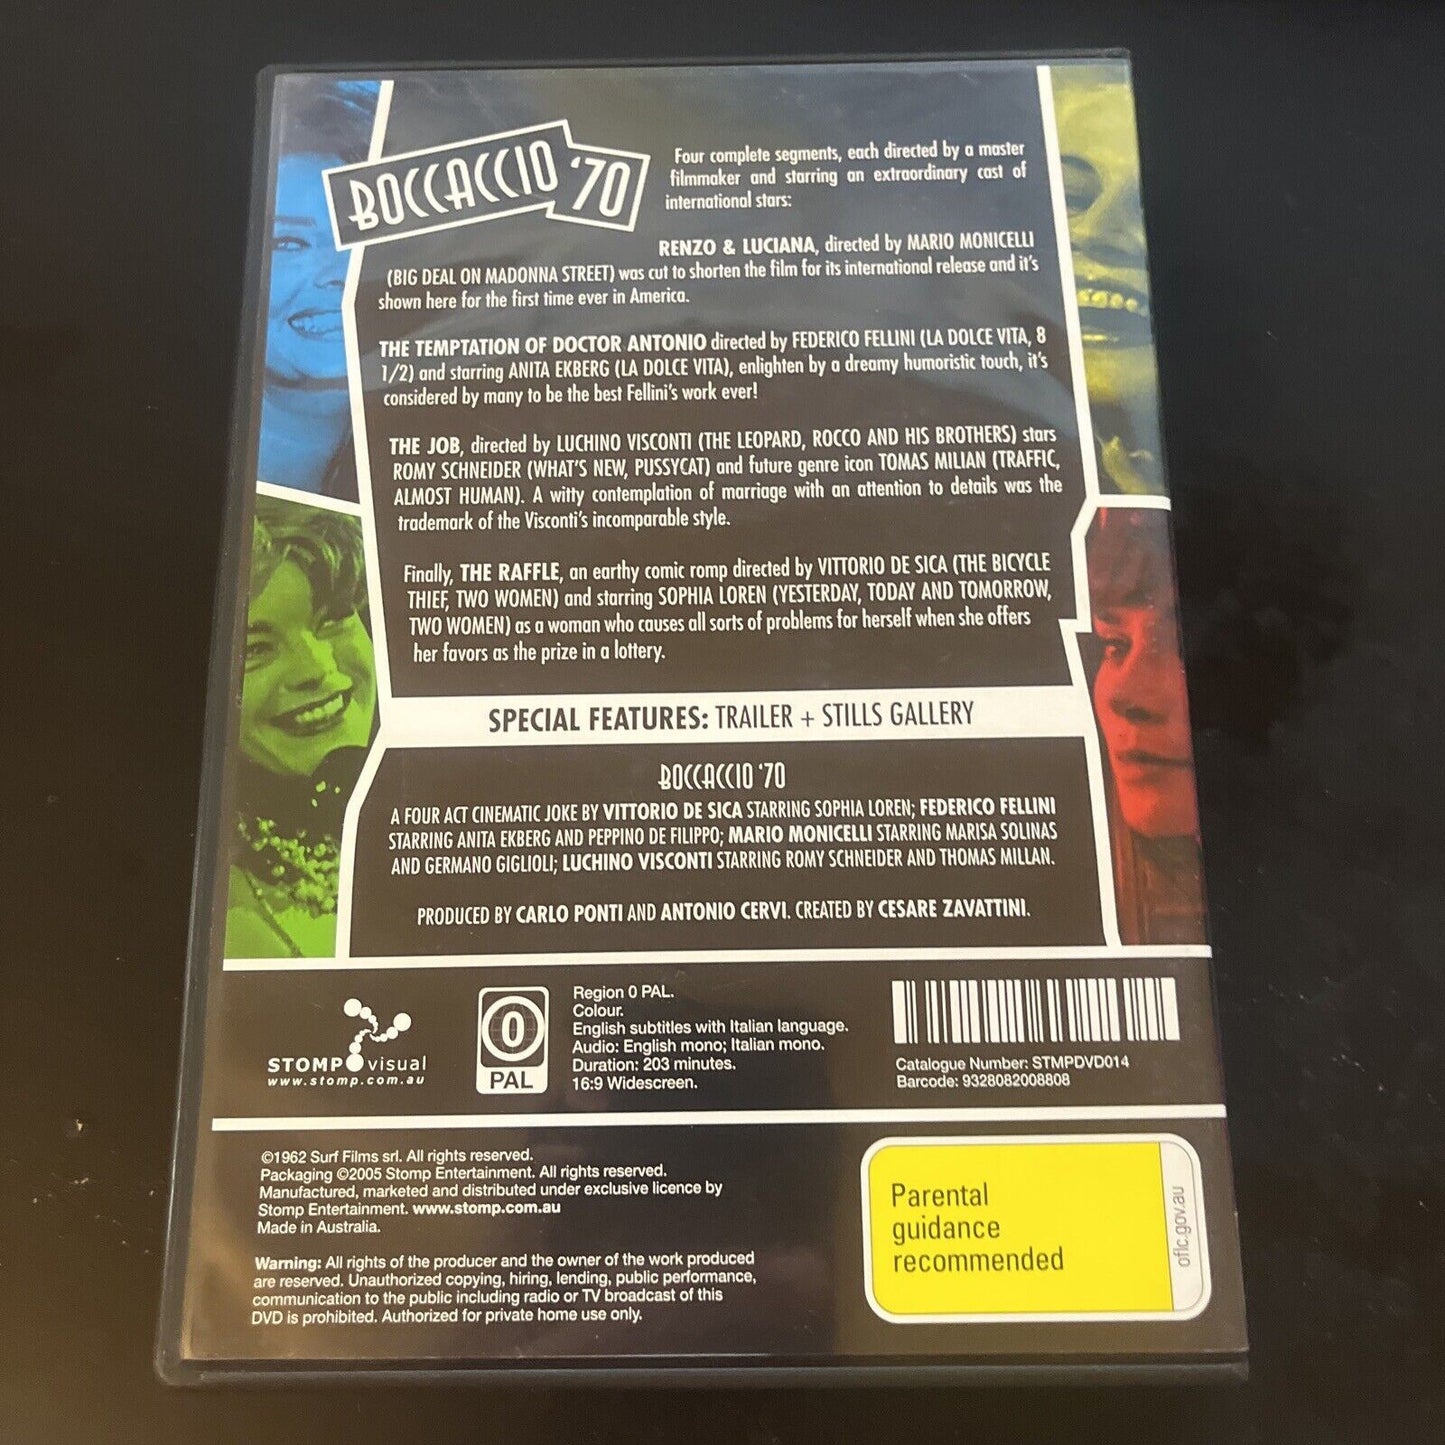 BOCCACCIO '70
Four complete segments, each directed by a master
filmmaker and starring an extraordinary cast of
international stars:
RENZO & LUCIANA, directed by MARIO MONICELLI
(BIG DEAL ON MADONNA STREET) was cut to shorten the film for its international release and it's
shown here for the first time ever in America.
THE TEMPTATION OF DOCTOR ANTONIO directed by FEDERICO FELLINI (LA DOLCE VITA, 8
1/2) and starring ANITA EKBERG (LA DOLCE VITA), enlighten by a dreamy humoristic touch, it's
considered by many to be the best Fellini's work ever!
THE JOB, directed by LUCHINO VISCONTI (THE LEOPARD, ROCCO AND HIS BROTHERS) stars
ROMY SCHNEIDER (WHAT'S NEW, PUSSYCAT) and future genre icon TOMAS MILIAN (TRAFFIC,
ALMOST HUMAN). A witty contemplation of marriage with an attention to details was the
trademark of the Visconti's incomparable style.
Finally, THE RAFFLE, an earthy comic romp directed by VITTORIO DE SICA (THE BICYCLE
THIEF, TWO WOMEN) and starring SOPHIA LOREN (YESTERDAY, TODAY AND TOMORROW,
TWO WOMEN) as a woman who causes all sorts of problems for herself when she offers
her favors as the prize in a lottery.
SPECIAL FEATURES: TRAILER + STILLS GALLERY
BOCCACCIO '70
A FOUR ACT CINEMATIC JOKE BY VITTORIO DE SICA STARRING SOPHIA LOREN; FEDERICO FELLINI
STARRING ANITA EKBERG AND PEPPINO DE FILIPPO; MARIO MONICELLI STARRING MARISA SOLINAS
AND GERMANO GIGLIOLI; LUCHINO VISCONTI STARRING ROMY SCHNEIDER AND THOMAS MILLAN.
PRODUCED BY CARLO PONTI AND ANTONIO CERVI. CREATED BY CESARE ZAVATTINI.
STOMP visual
www.stomp.com.au
0
PAL
Region 0 PAL.
Colour.
English subtitles with Italian language.
Audio: English mono; Italian mono.
Duration: 203 minutes.
16:9 Widescreen.
Catalogue Number: STMPDVD014
Barcode: 9328082008808
©1962 Surf Films srl. All rights reserved.
Packaging ©2005 Stomp Entertainment. All rights reserved.
Manufactured, marketed and distributed under exclusive licence by
Stomp Entertainment. www.stomp.com.au
Made in Australia.
Warning: All rights of the producer and the owner of the work produced
are reserved. Unauthorized copying, hiring, lending, public performance,
communication to the public including radio or TV broadcast of this
DVD is prohibited. Authorized for private home use only.
Parental
guidance
recommended
oflc.gov.au